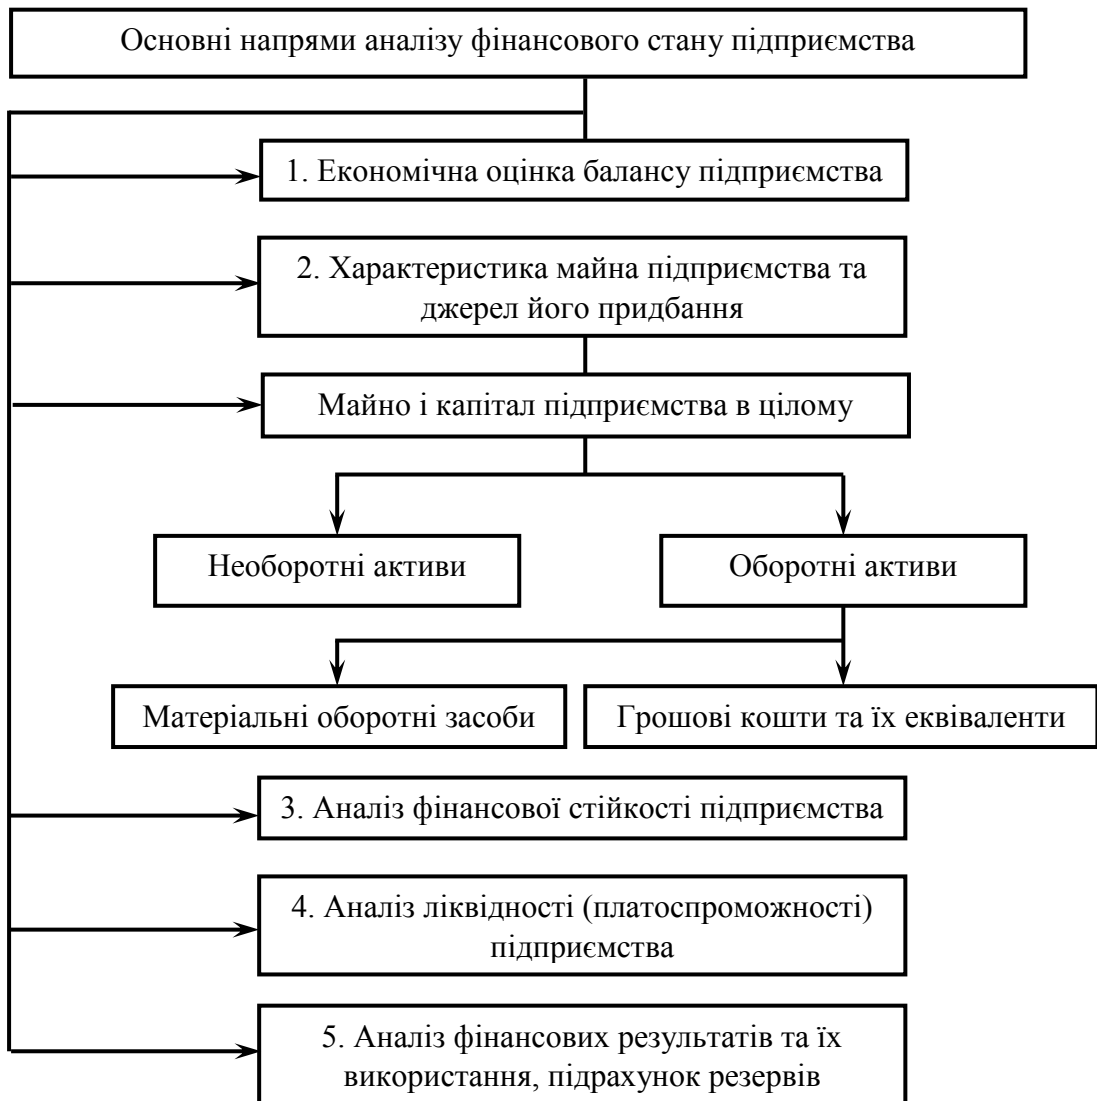 Основні напрями аналізу фінансового стану підприємства
1. Економічна оцінка балансу підприємства
2. Характеристика майна підприємства та
джерел його придбання
Майно і капітал підприємства в цілому
Необоротні активи
Оборотні активи
Матеріальні оборотні засоби
Грошові кошти та їх еквіваленти
3. Аналіз фінансової стійкості підприємства
4. Аналіз ліквідності (платоспроможності)
підприємства
5. Аналіз фінансових результатів та їх
використання, підрахунок резервів